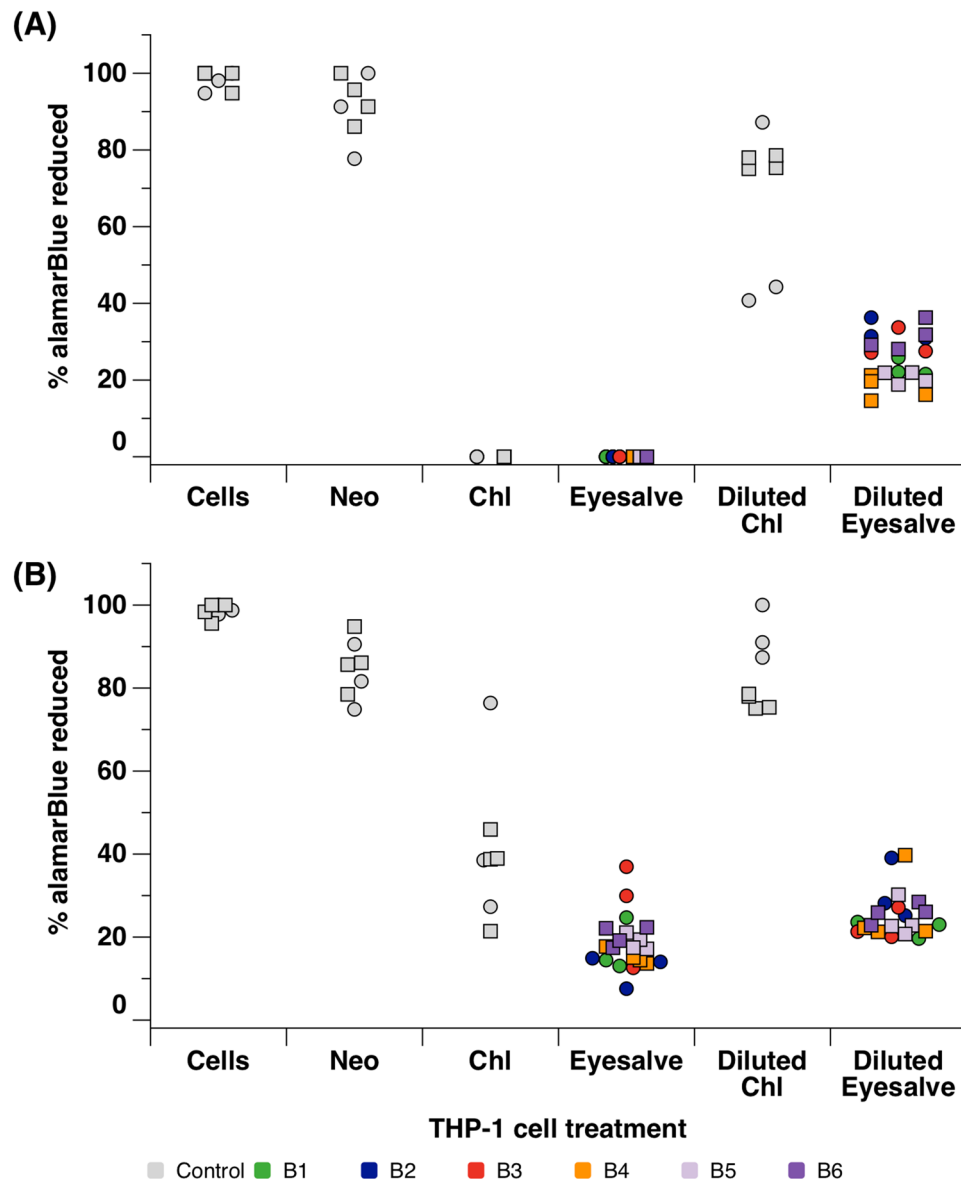 (A)
% alamarBlue reduced
100
80
60
40
20
0
Cells
Neo
Chl
Eyesalve
Diluted
Chl
Diluted
Eyesalve
(B)
% alamarBlue reduced
100
80
60
40
20
0
Cells
Neo
Chl
Eyesalve
Diluted
Chl
Diluted
Eyesalve
THP-1 cell treatment
Control B1 B2 B3 B4 B5 B6